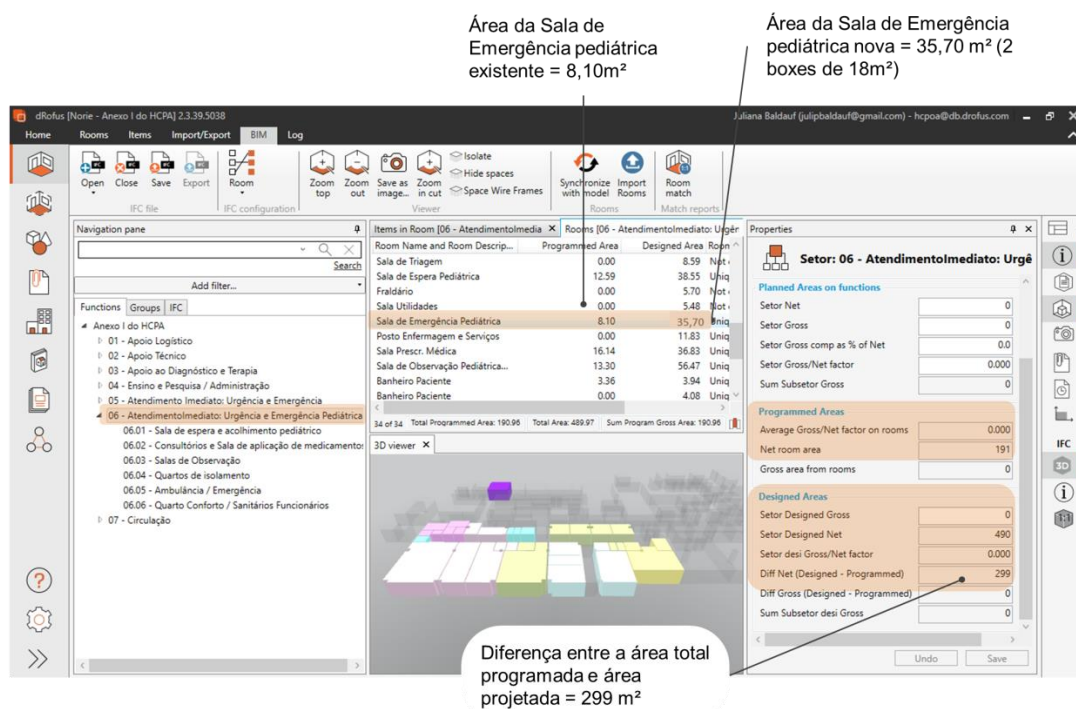 Área da Sala de
Emergência pediátrica
existente = 8,10m²
Área da Sala de Emergência
pediátrica nova = 35,70 m² (2
boxes de 18m²)
dRofus [Norie - Anexo I do HCPA] 2.3.39.5038
Juliana Baldauf (julipbaldauf@gmail.com) - hcpoa@db.drofus.com
Home Rooms Items Import/Export BIM Log
Open Close Save Export
IFC file
Room
IFC configuration
Zoom top
Zoom out
Save as image...
Zoom in cut
Isolate
Hide spaces
Space Wire Frames
Viewer
Synchronize with model
Import Rooms
Rooms
Room match
Match reports
Navigation pane
Search
Add filter...
Functions Groups IFC
Anexo I do HCPA
01 - Apoio Logístico
02 - Apoio Técnico
03 - Apoio ao Diagnóstico e Terapia
04 - Ensino e Pesquisa / Administração
05 - Atendimento Imediato: Urgência e Emergência
06 - AtendimentoImediato: Urgência e Emergência Pediátrica
06.01 - Sala de espera e acolhimento pediátrico
06.02 - Consultórios e Sala de aplicação de medicamentos
06.03 - Salas de Observação
06.04 - Quartos de isolamento
06.05 - Ambulância / Emergência
06.06 - Quarto Conforto / Sanitários Funcionários
07 - Circulação
Items in Room [06 - AtendimentoImedia
Rooms [06 - AtendimentoImediato: Urgên
Room Name and Room Descrip... Programmed Area Designed Area Room
Sala de Triagem 0.00 8.59 Not
Sala de Espera Pediátrica 12.59 38.55 Uniq
Fraldário 0.00 5.70 Not
Sala Utilidades 0.00 5.48 Not
Sala de Emergência Pediátrica 8.10 35,70 Uniq
Posto Enfermagem e Serviços 0.00 11.83 Uniq
Sala Prescr. Médica 16.14 36.83 Uniq
Sala de Observação Pediátrica... 13.30 56.47 Uniq
Banheiro Paciente 3.36 3.94 Uniq
Banheiro Paciente 0.00 4.08 Uniq
34 of 34 Total Programmed Area: 190.96 Total Area: 489.97 Sum Program Gross Area: 190.96
3D viewer
Properties
Setor: 06 - AtendimentoImediato: Urgê
Planned Areas on functions
Setor Net 0
Setor Gross 0
Setor Gross comp as % of Net 0.0
Setor Gross/Net factor 0.000
Sum Subsetor Gross 0
Programmed Areas
Average Gross/Net factor on rooms 0.000
Net room area 191
Gross area from rooms 0
Designed Areas
Setor Designed Gross 0
Setor Designed Net 490
Setor desi Gross/Net factor 0.000
Diff Net (Designed - Programmed) 299
Diff Gross (Designed - Programmed) 0
Sum Subsetor desi Gross 0
Undo Save
IFC
3D
1:1
Diferença entre a área total
programada e área
projetada = 299 m²